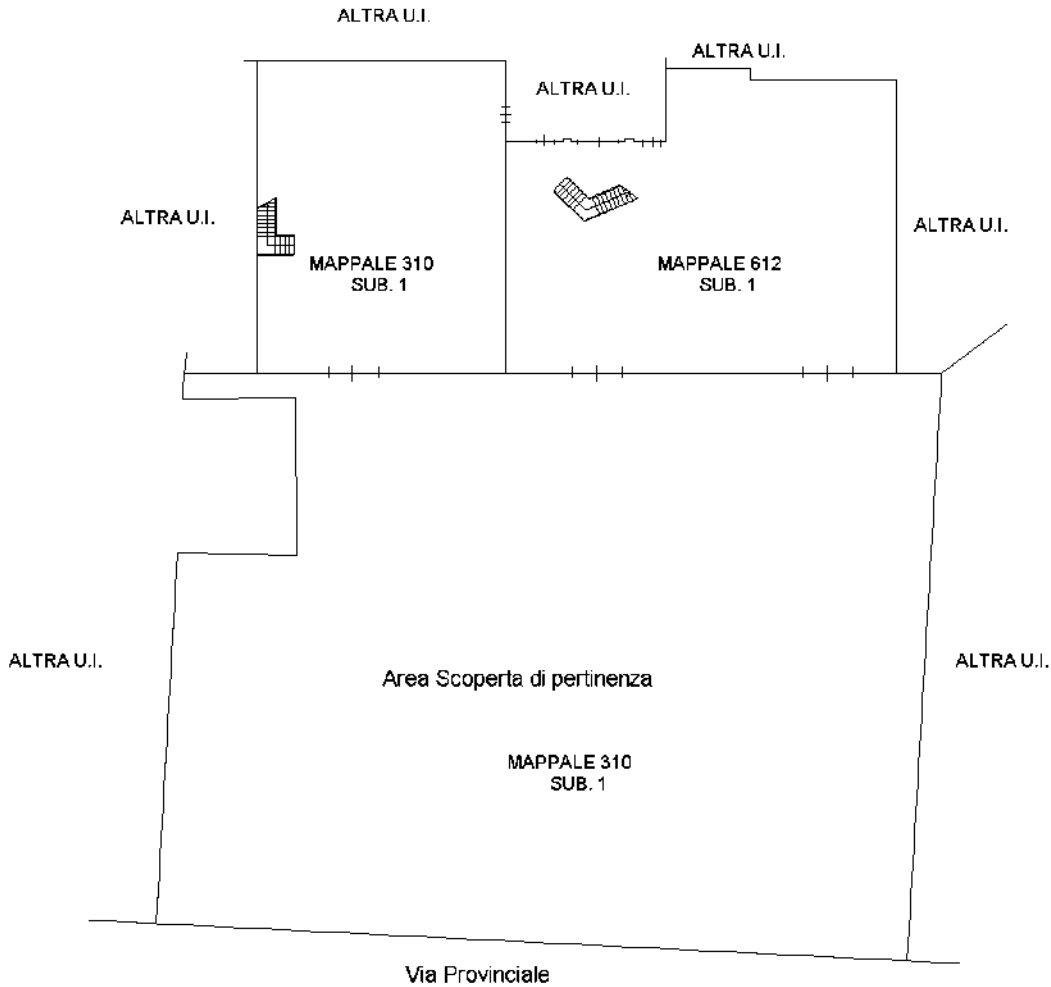 ALTRA U.I.
ALTRA U.I.
ALTRA U.I.
ALTRA U.I.
ALTRA U.I.
MAPPALE 310
SUB. 1
MAPPALE 612
SUB. 1
ALTRA U.I.
ALTRA U.I.
Area Scoperta di pertinenza
MAPPALE 310
SUB. 1
Via Provinciale